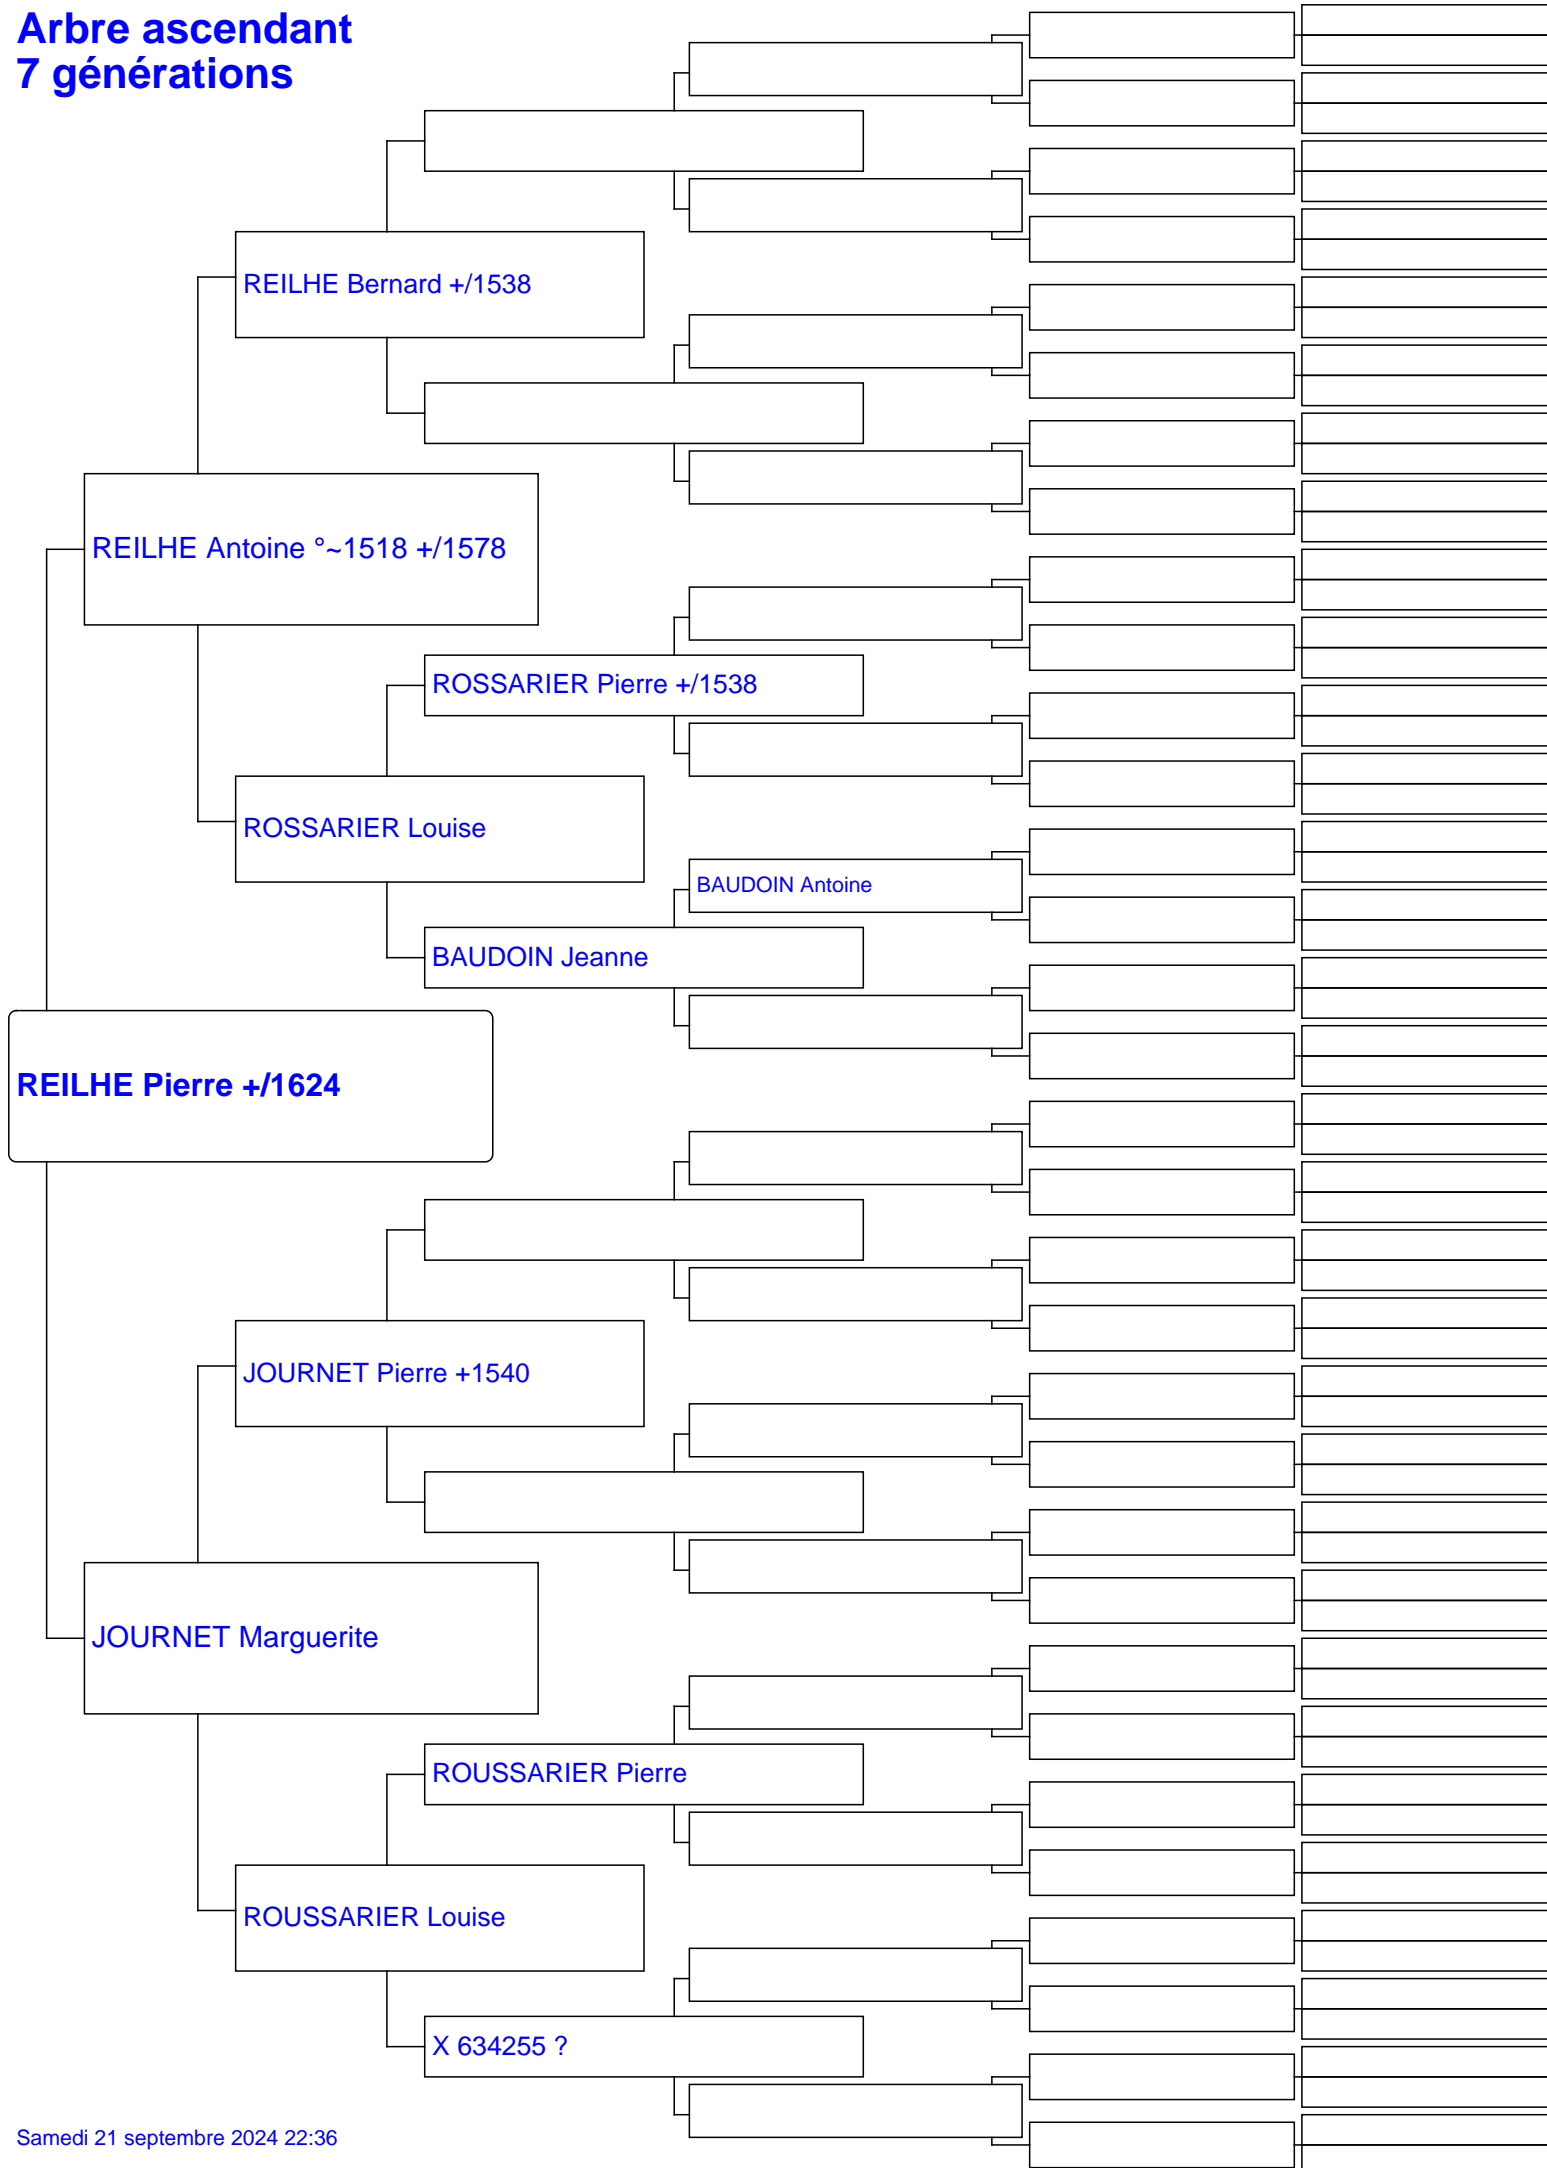 Arbre ascendant
7 générations
REILHE Bernard +/1538
REILHE Antoine °~1518 +/1578
ROSSARIER Pierre +/1538
ROSSARIER Louise
BAUDOIN Antoine
BAUDOIN Jeanne
REILHE Pierre +/1624
JOURNET Pierre +1540
JOURNET Marguerite
ROUSSARIER Pierre
ROUSSARIER Louise
X 634255 ?
Samedi 21 septembre 2024 22:36